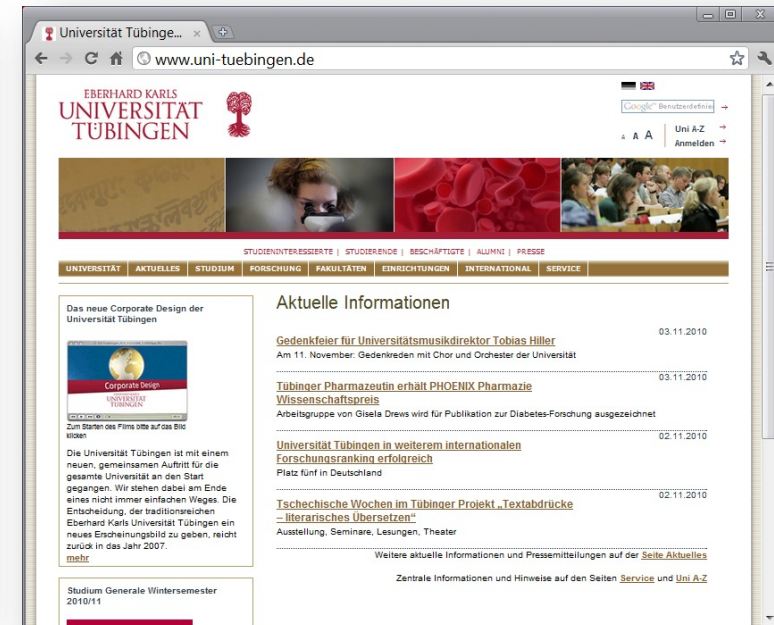 Universität Tübinge...
www.uni-tuebingen.de
EBERHARD KARLS
UNIVERSITÄT
TÜBINGEN
Google™ Benutzerdefinier
A A A
Uni A-Z
Anmelden
STUDIENINTERESSIERTE | STUDIERENDE | BESCHÄFTIGTE | ALUMNI | PRESSE
UNIVERSITÄT AKTUELLES STUDIUM FORSCHUNG FAKULTÄTEN EINRICHTUNGEN INTERNATIONAL SERVICE
Das neue Corporate Design der
Universität Tübingen
Corporate Design
UNIVERSITÄT
TÜBINGEN
Zum Starten des Films bitte auf das Bild
klicken
Die Universität Tübingen ist mit einem
neuen, gemeinsamen Auftritt für die
gesamte Universität an den Start
gegangen. Wir stehen dabei am Ende
eines nicht immer einfachen Weges. Die
Entscheidung, der traditionsreichen
Eberhard Karls Universität Tübingen ein
neues Erscheinungsbild zu geben, reicht
zurück in das Jahr 2007.
mehr
Studium Generale Wintersemester
2010/11
Aktuelle Informationen
03.11.2010
Gedenkfeier für Universitätsmusikdirektor Tobias Hiller
Am 11. November: Gedenkreden mit Chor und Orchester der Universität
03.11.2010
Tübinger Pharmazeutin erhält PHOENIX Pharmazie
Wissenschaftspreis
Arbeitsgruppe von Gisela Drews wird für Publikation zur Diabetes-Forschung ausgezeichnet
02.11.2010
Universität Tübingen in weiterem internationalen
Forschungsranking erfolgreich
Platz fünf in Deutschland
02.11.2010
Tschechische Wochen im Tübinger Projekt „Textabdrücke
– literarisches Übersetzen“
Ausstellung, Seminare, Lesungen, Theater
Weitere aktuelle Informationen und Pressemitteilungen auf der Seite Aktuelles
Zentrale Informationen und Hinweise auf den Seiten Service und Uni A-Z